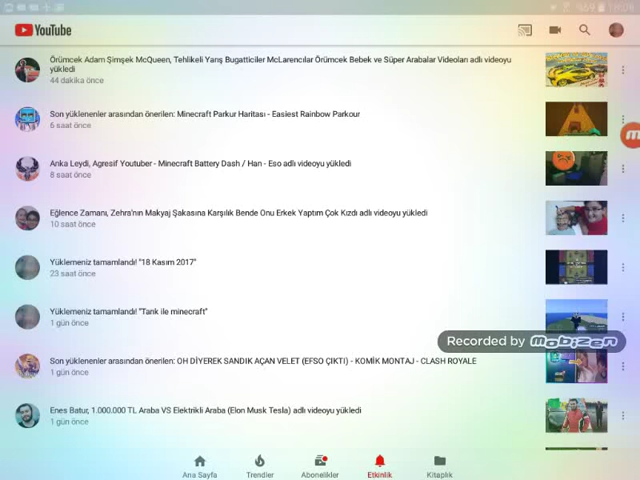 YouTube
Örümcek Adam Şimşek McQueen, Tehlikeli Yarış Bugatticiler McLarencılar Örümcek Bebek ve Süper Arabalar Videoları adlı videoyu
yükledi
44 dakika önce
Son yüklenenler arasından önerilen: Minecraft Parkur Haritası - Easiest Rainbow Parkour
6 saat önce
Arıka Leydi, Agresif Youtuber - Minecraft Battery Dash / Han - Eso adlı videoyu yükledi
8 saat önce
Eğlence Zamanı, Zehra'nın Makyaj Şakasına Karşılık Bende Onu Erkek Yaptım Çok Kızdı adlı videoyu yükledi
10 saat önce
Yüklemeniz tamamlandı! "18 Kasım 2017"
23 saat önce
Yüklemeniz tamamlandı! "Tank ile minecraft"
1 gün önce
Recorded by mobizen
Son yüklenenler arasından önerilen: OH DİYEREK SANDIK AÇAN VELET (EFSO ÇIKTI) - KOMİK MONTAJ - CLASH ROYALE
1 gün önce
Enes Batur, 1.000.000 TL Araba VS Elektrikli Araba (Elon Musk Tesla) adlı videoyu yükledi
1 gün önce
Ana Sayfa Trendler Abonelikler Etkinlik Kitaplık